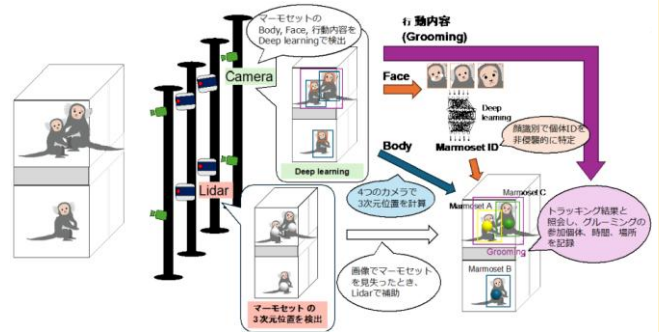 マーモセットの
Body, Face, 行動内容を
Deep learningで検出
Camera
Lidar
Deep learning
行動内容
(Grooming)
Face
Deep
learning
Marmoset ID
顔識別で個体IDを
非侵襲的に特定
Body
4つのカメラで
3次元位置を計算
Marmoset C
Marmoset A
Grooming
Marmoset B
トラッキング結果と
照会し、グルーミングの
参加個体、時間、場所
を記録
画像でマーモセット
を見失ったとき、
Lidarで補助
マーモセットの
3次元位置を検出